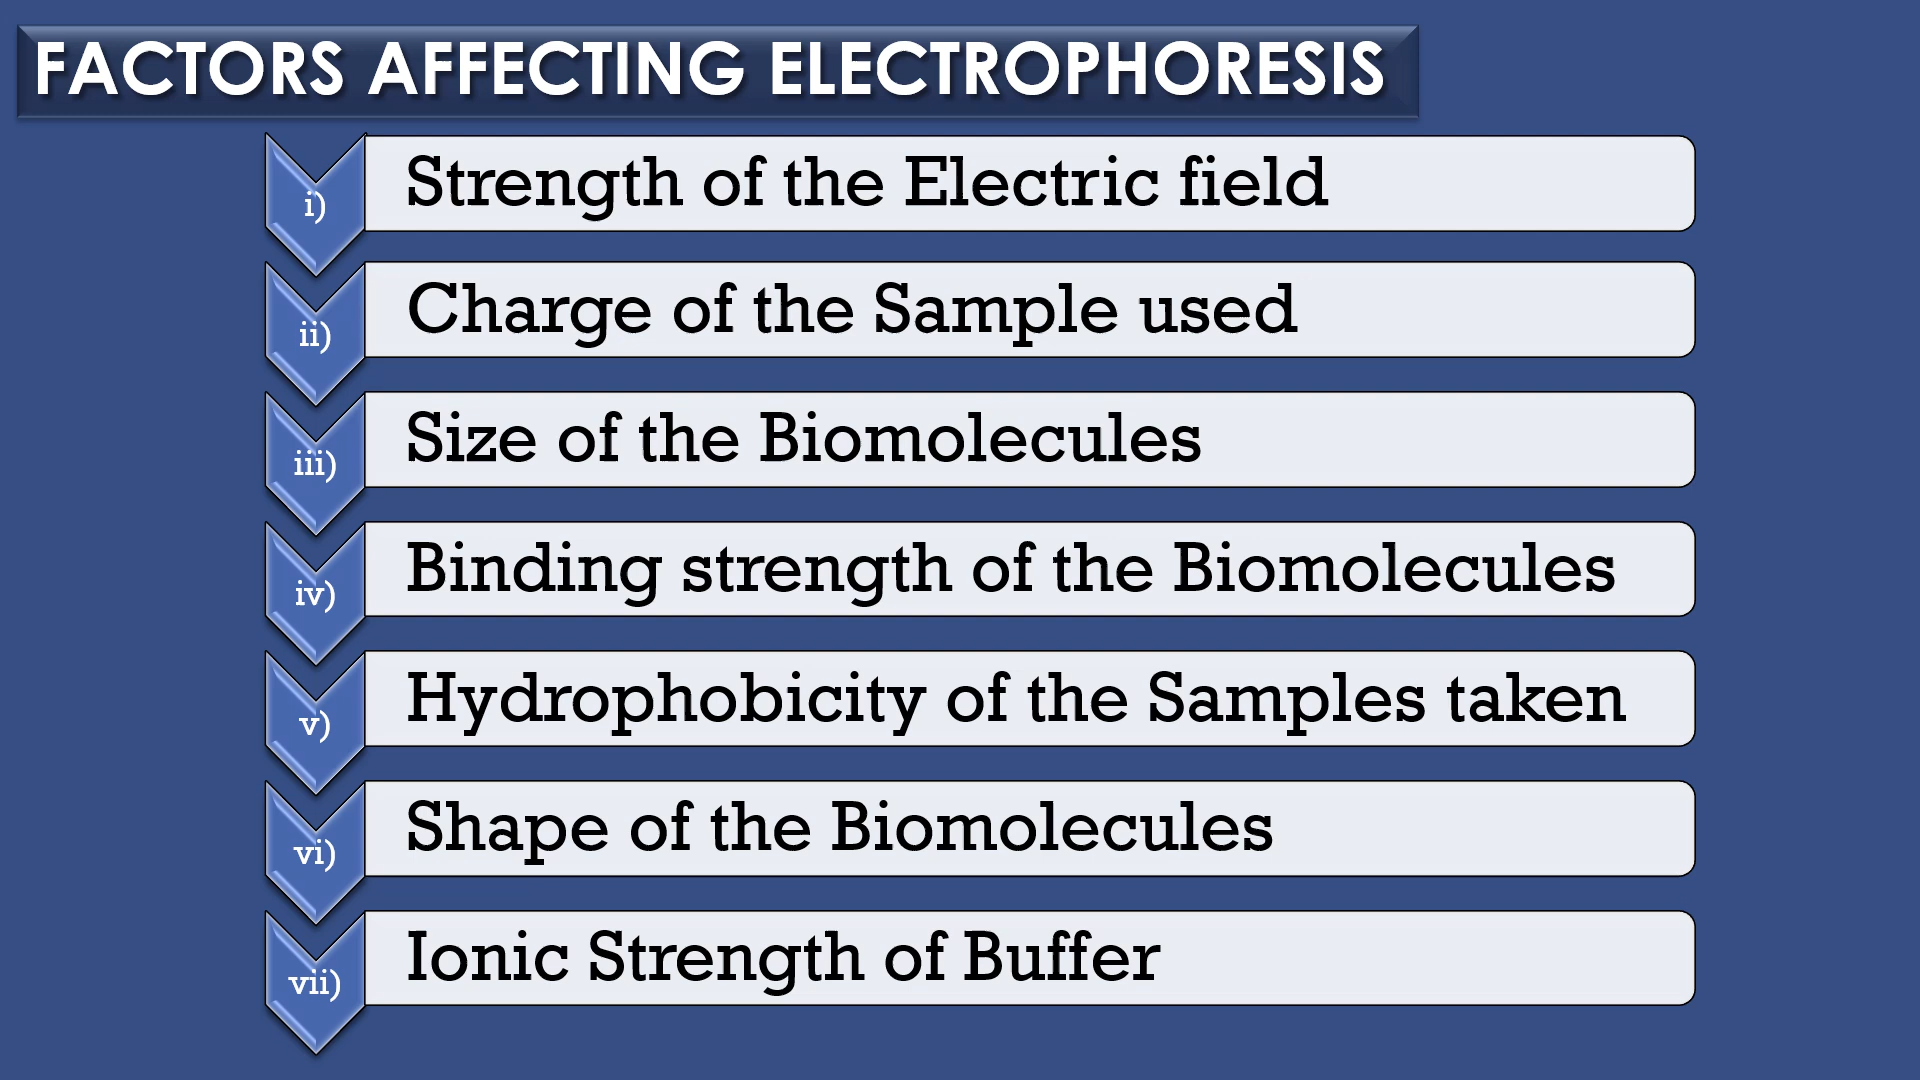 FACTORS AFFECTING ELECTROPHORESIS
i) Strength of the Electric field
ii) Charge of the Sample used
iii) Size of the Biomolecules
iv) Binding strength of the Biomolecules
v) Hydrophobicity of the Samples taken
vi) Shape of the Biomolecules
vii) Ionic Strength of Buffer